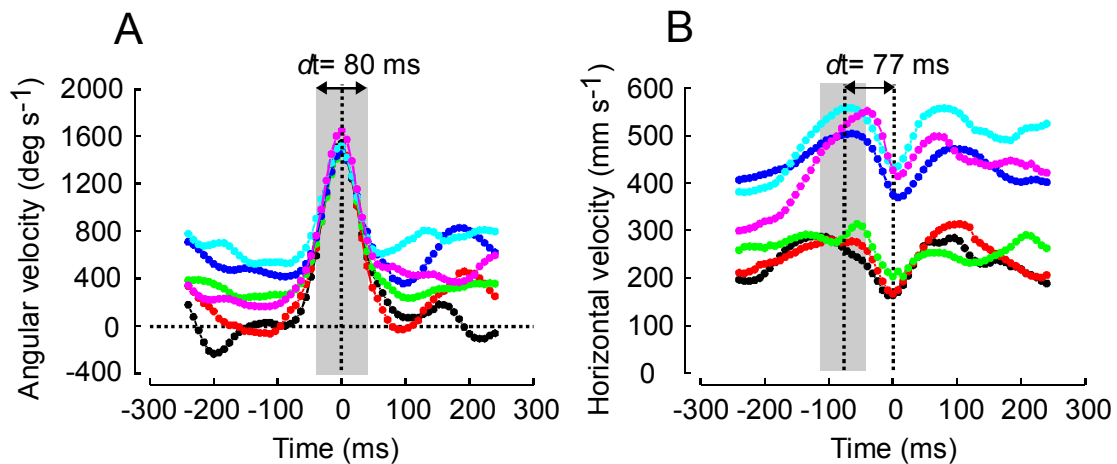 A
dt= 80 ms
Angular velocity (deg s⁻¹)
2000
1600
1200
800
400
0
-400
-300 -200 -100 0 100 200 300
Time (ms)
B
dt= 77 ms
Horizontal velocity (mm s⁻¹)
600
500
400
300
200
100
0
-300 -200 -100 0 100 200 300
Time (ms)